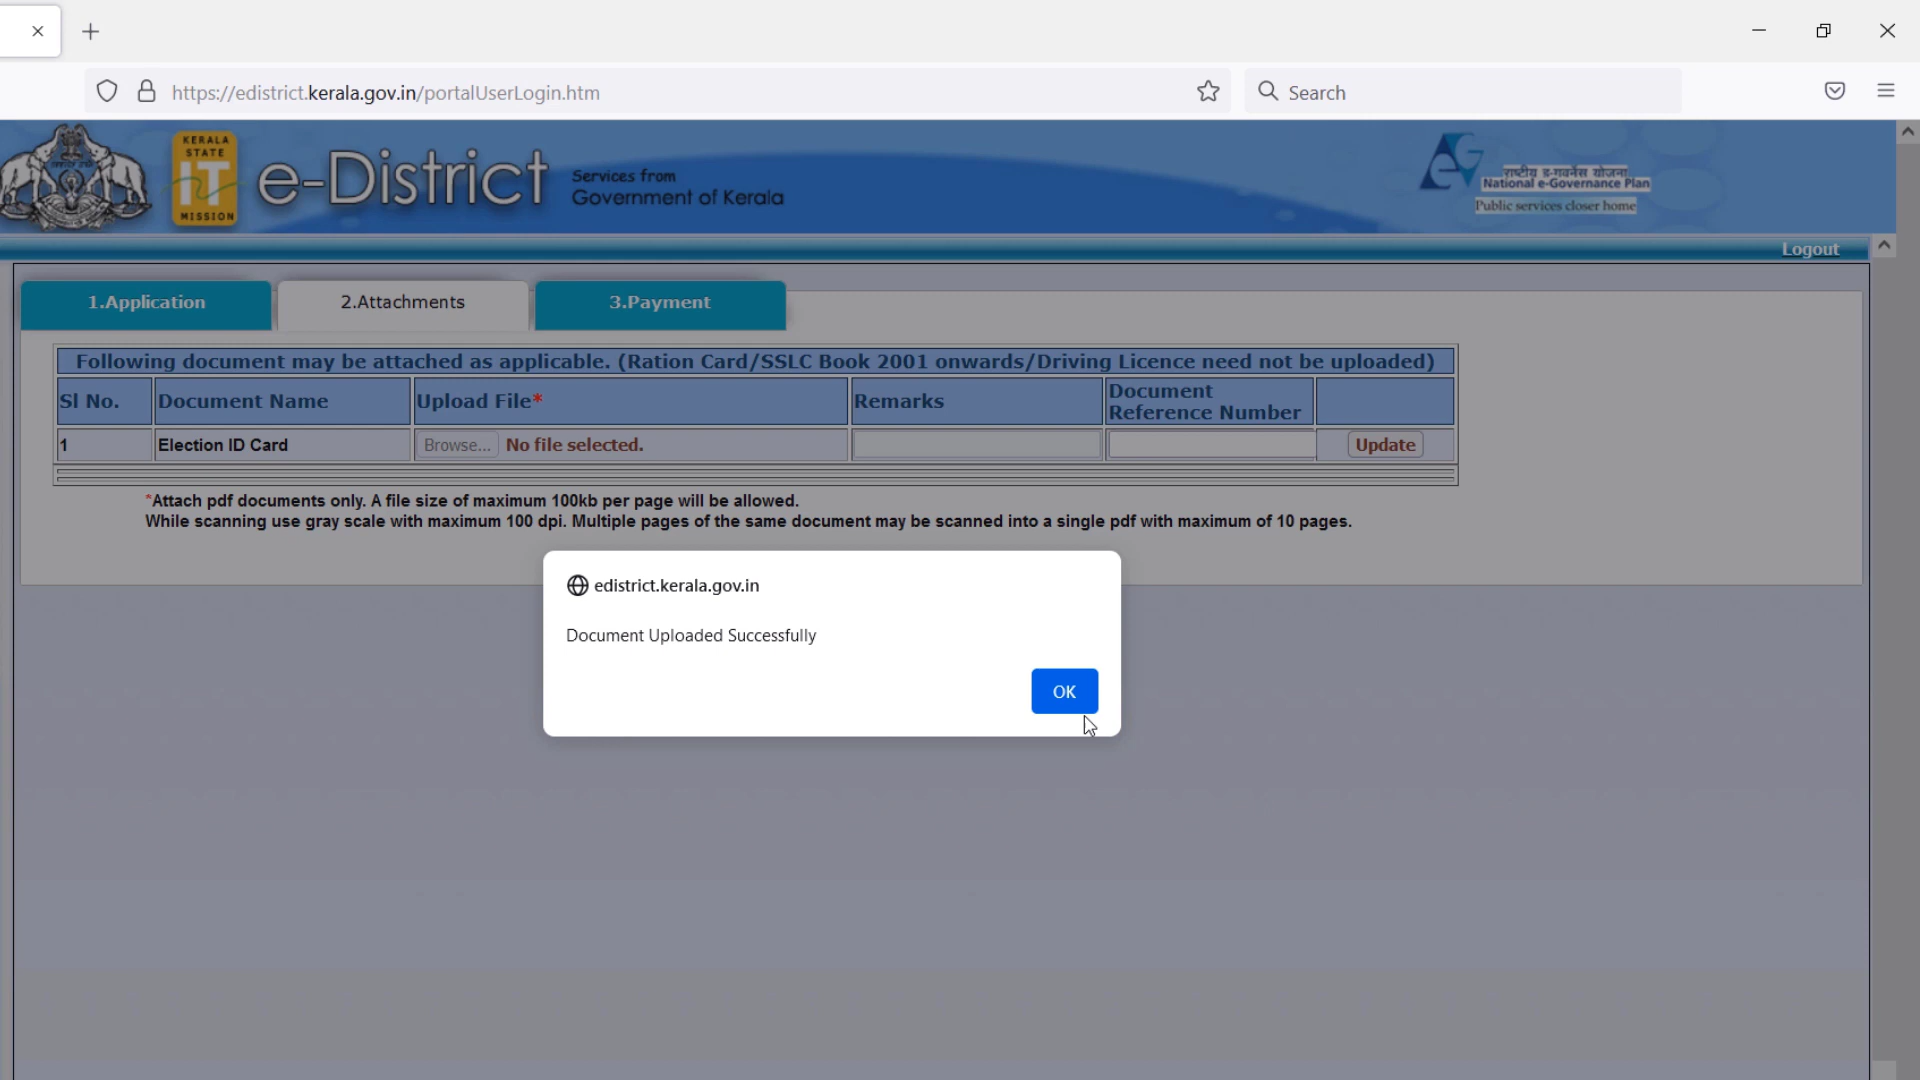 https://edistrict.kerala.gov.in/portalUserLogin.htm
Search
KERALA
STATE
IT
MISSION
e-District
Services from
Government of Kerala
राष्टीय इ-गवर्नेंस योजना
National e-Governance Plan
Public services closer home
Logout
1.Application
2.Attachments
3.Payment
Following document may be attached as applicable. (Ration Card/SSLC Book 2001 onwards/Driving Licence need not be uploaded)
Sl No.
Document Name
Upload File*
Remarks
Document
Reference Number
1
Election ID Card
Browse...
No file selected.
Update
*Attach pdf documents only. A file size of maximum 100kb per page will be allowed.
While scanning use gray scale with maximum 100 dpi. Multiple pages of the same document may be scanned into a single pdf with maximum of 10 pages.
edistrict.kerala.gov.in
Document Uploaded Successfully
OK